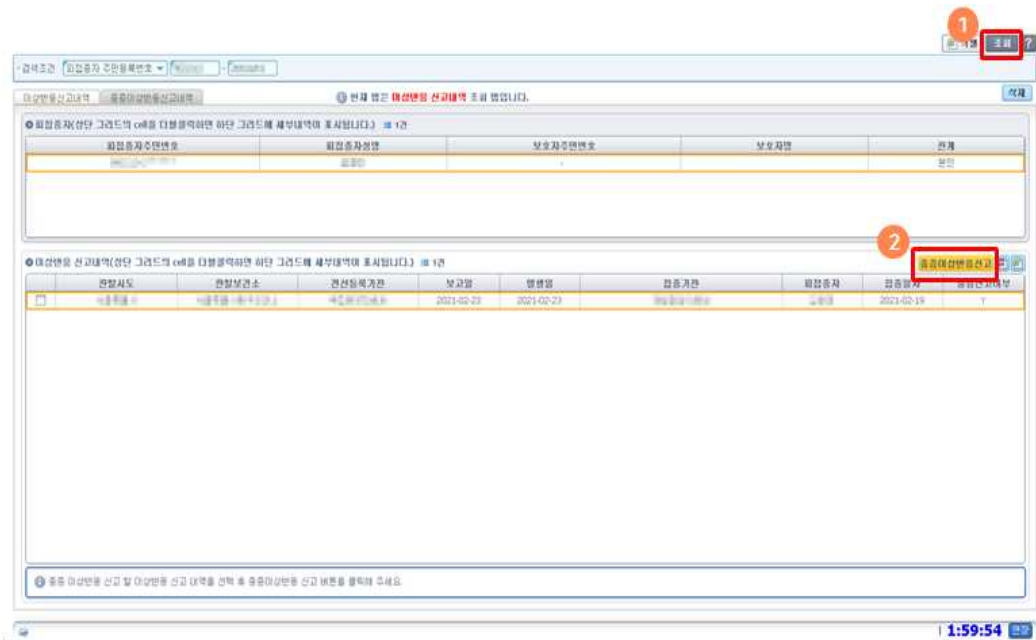 1
조회 ?
검색조건 피접종자 주민등록번호 -
이상반응신고내역 중증이상반응신고내역 현재 탭은 이상반응 신고내역 조회 탭입니다. 삭제
피접종자(상단 그리드의 cell을 더블클릭하면 하단 그리드에 세부내역이 표시됩니다.) 1건
피접종자주민번호 피접종자성명 보호자주민번호 보호자명 관계
- 본인
2
이상반응 신고내역(상단 그리드의 cell을 더블클릭하면 하단 그리드에 세부내역이 표시됩니다.) 1건 중증이상반응신고
관할시도 관할보건소 전산등록기관 보고일 발생일 접종기관 피접종자 접종일자
2021-02-23 2021-02-23 2021-02-19 Y
중증 이상반응 신고 할 이상반응 신고 내역을 선택 후 중증이상반응 신고 버튼을 클릭해 주세요.
1:59:54 연장